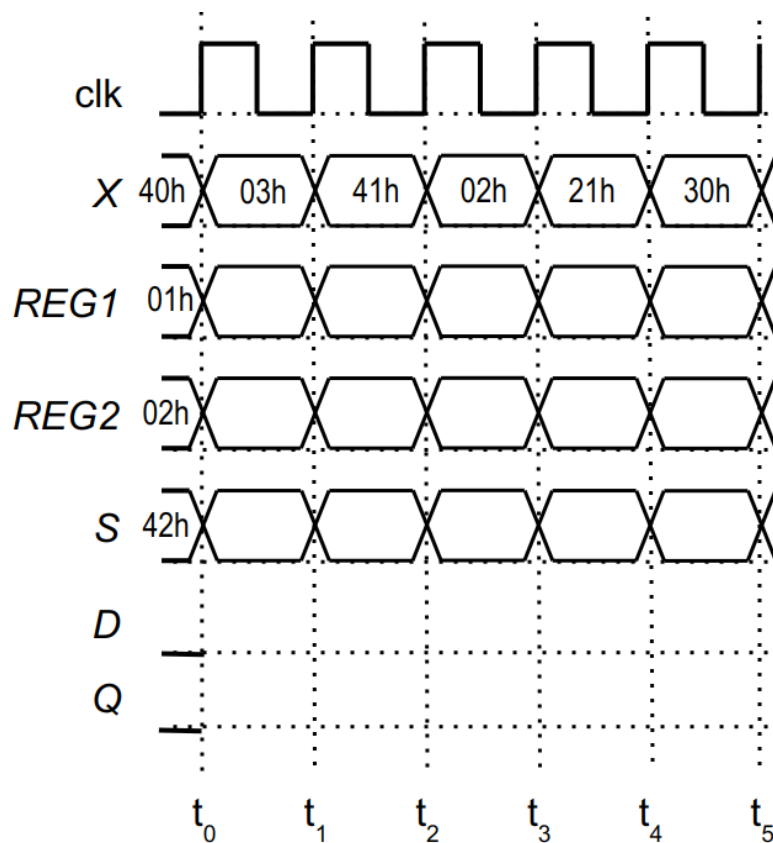 clk
X 40h 03h 41h 02h 21h 30h
REG1 01h
REG2 02h
S 42h
D
Q
t0 t1 t2 t3 t4 t5